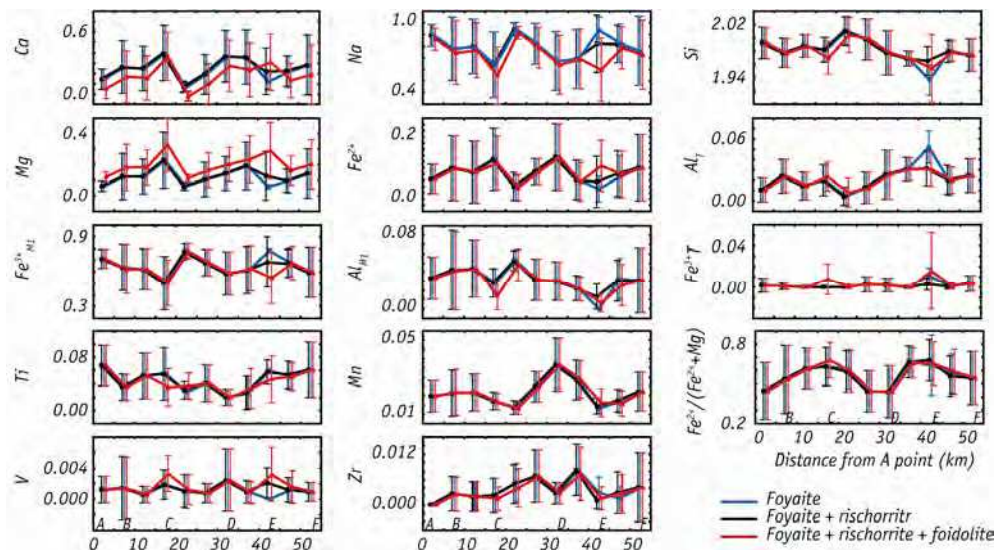 Ca
0.6
0.0
Na
1.0
0.4
Si
2.02
1.94
Mg
0.4
0.0
Fe²⁺
0.2
0.0
Al_T
0.06
0.00
Fe³⁺_M1
0.9
0.3
Al_M1
0.08
0.00
Fe³⁺T
0.04
0.00
Ti
0.08
0.00
Mn
0.05
0.01
Fe²⁺/(Fe²⁺+Mg)
0.8
0.2
B C D E F
0 10 20 30 40 50
Distance from A point (km)
V
0.004
0.000
A B C D E F
0 10 20 30 40 50
Zr
0.012
0.000
A B C D E F
0 10 20 30 40 50
Foyaite
Foyaite + rischorritr
Foyaite + rischorrite + foidolite